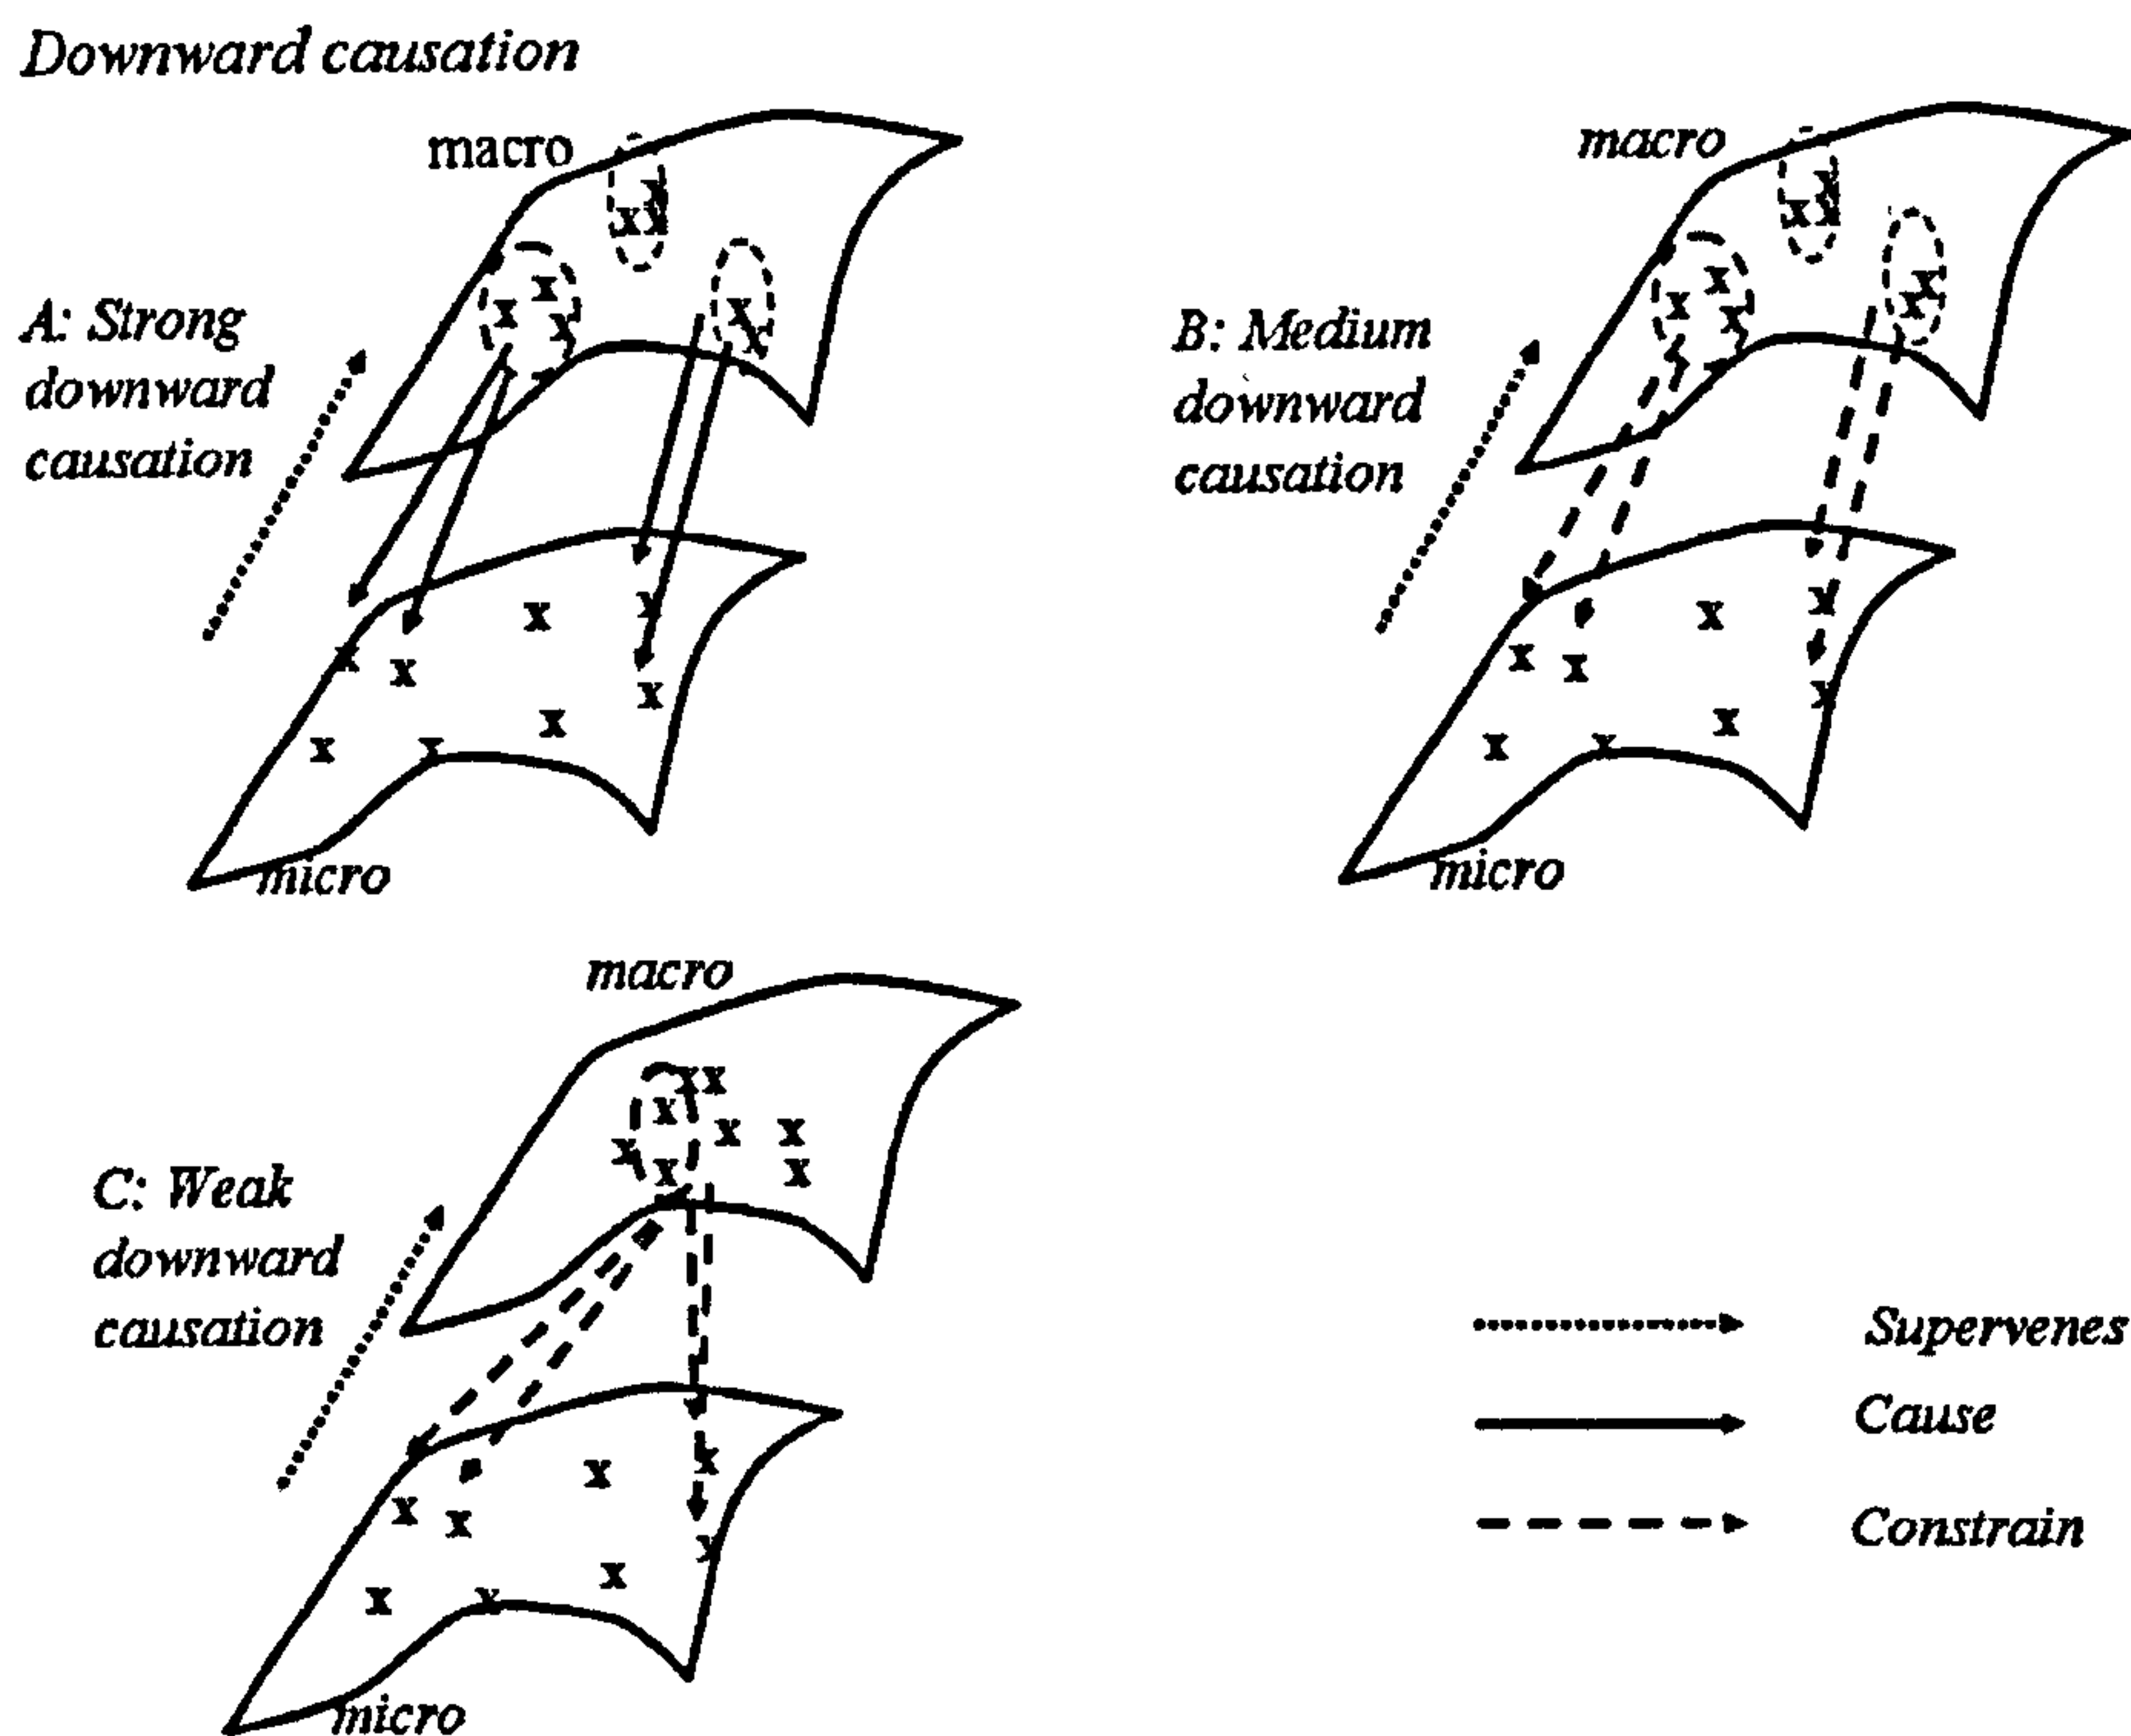 Downward causation
macro
A: Strong
downward
causation
micro
macro
B: Medium
downward
causation
micro
macro
C: Weak
downward
causation
micro
Supervenes
Cause
Constrain